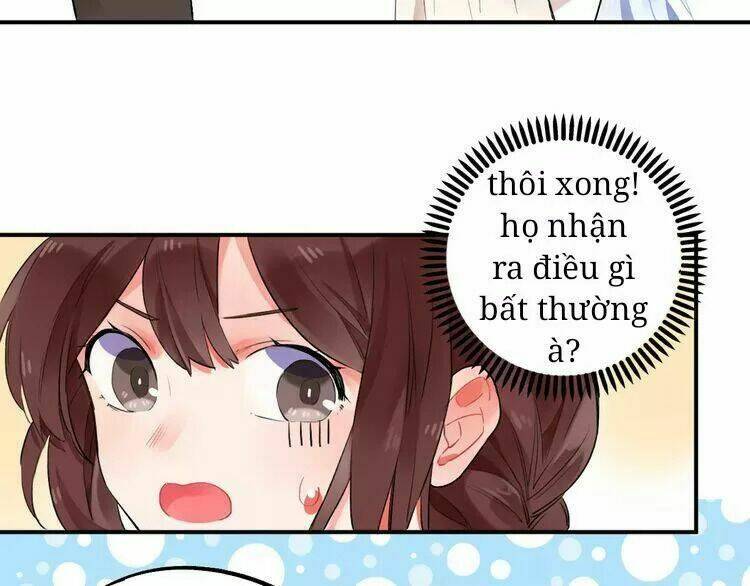 thôi xong!
họ nhận
ra điều gì
bất thường
à?